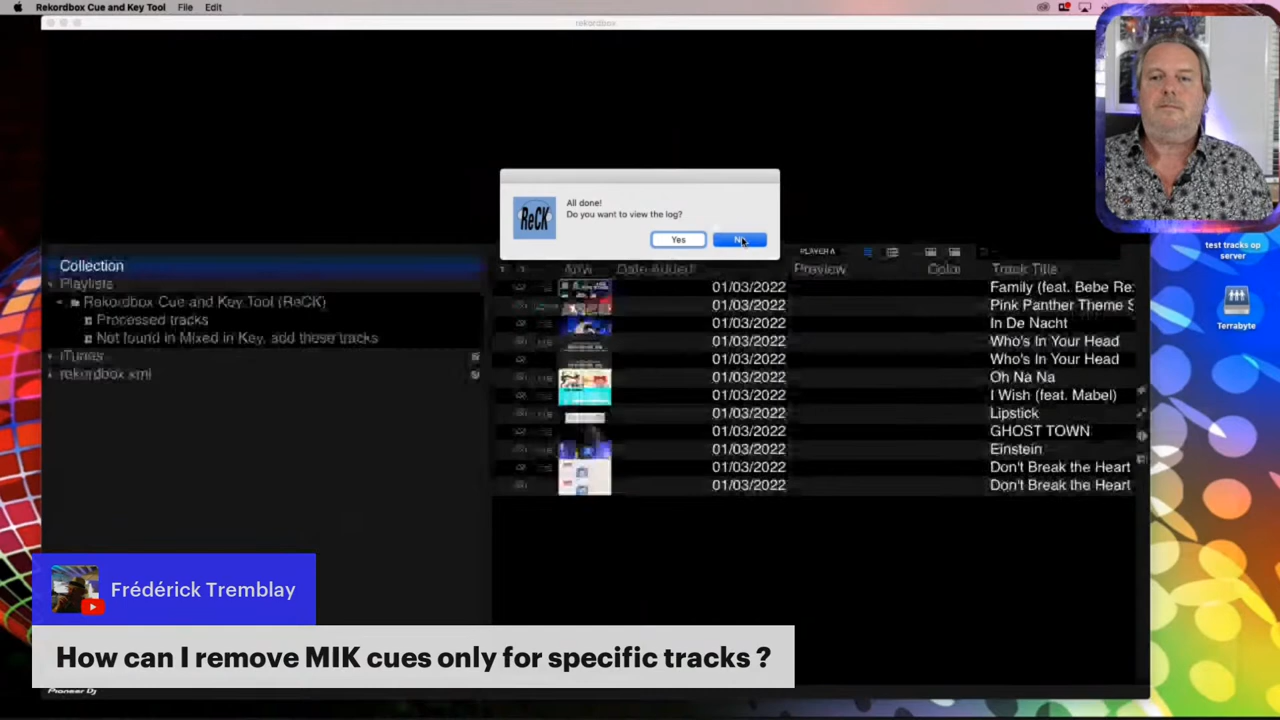 Rekordbox Cue and Key Tool File Edit
rekordbox
All done!
Do you want to view the log?
ReCK
Yes
test tracks op
server
Terrabyte
Collection
Playlists
Rekordbox Cue and Key Tool (ReCK)
Processed tracks
Not found in Mixed in Key, add these tracks
iTunes
rekordbox xml
PLAYER A
Artw Date Added Preview Color Track Title
01/03/2022 Family (feat. Bebe Re:
01/03/2022 Pink Panther Theme S
01/03/2022 In De Nacht
01/03/2022 Who's In Your Head
01/03/2022 Who's In Your Head
01/03/2022 Oh Na Na
01/03/2022 I Wish (feat. Mabel)
01/03/2022 Lipstick
01/03/2022 GHOST TOWN
01/03/2022 Einstein
01/03/2022 Don't Break the Heart
01/03/2022 Don't Break the Heart
Frédérick Tremblay
How can I remove MIK cues only for specific tracks ?
Pioneer Dj